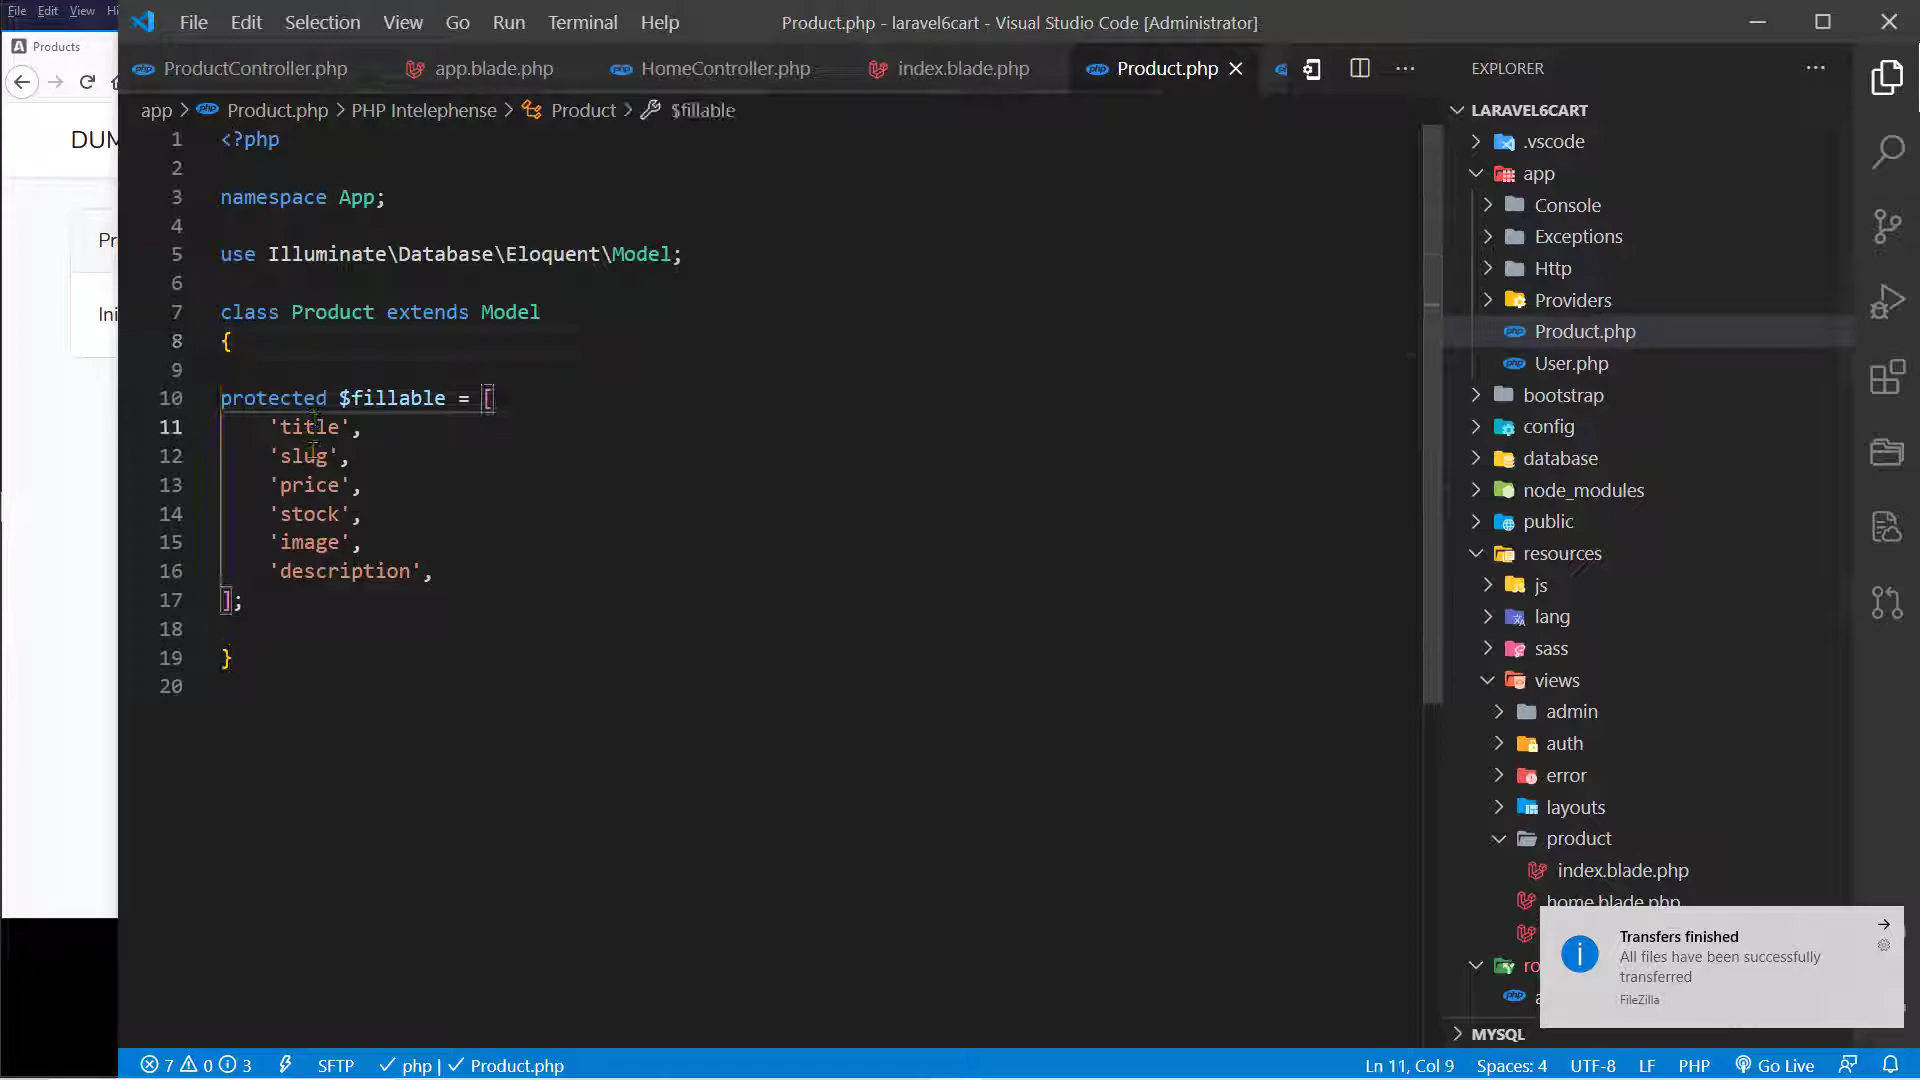 File Edit View Hi
Products
DUM
Pr
Ini
File Edit Selection View Go Run Terminal Help
Product.php - laravel6cart - Visual Studio Code [Administrator]
ProductController.php app.blade.php HomeController.php index.blade.php Product.php
app > Product.php > PHP Intelephense > Product > $fillable
1 <?php
2
3 namespace App;
4
5 use Illuminate\Database\Eloquent\Model;
6
7 class Product extends Model
8 {
9
10 protected $fillable = [
11 'title',
12 'slug',
13 'price',
14 'stock',
15 'image',
16 'description',
17 ];
18
19 }
20
EXPLORER
LARAVEL6CART
.vscode
app
Console
Exceptions
Http
Providers
Product.php
User.php
bootstrap
config
database
node_modules
public
resources
js
lang
sass
views
admin
auth
error
layouts
product
index.blade.php
home.blade.php
ro
a
MYSQL
Transfers finished
All files have been successfully
transferred
FileZilla
7 0 3 SFTP php | Product.php
Ln 11, Col 9 Spaces: 4 UTF-8 LF PHP Go Live